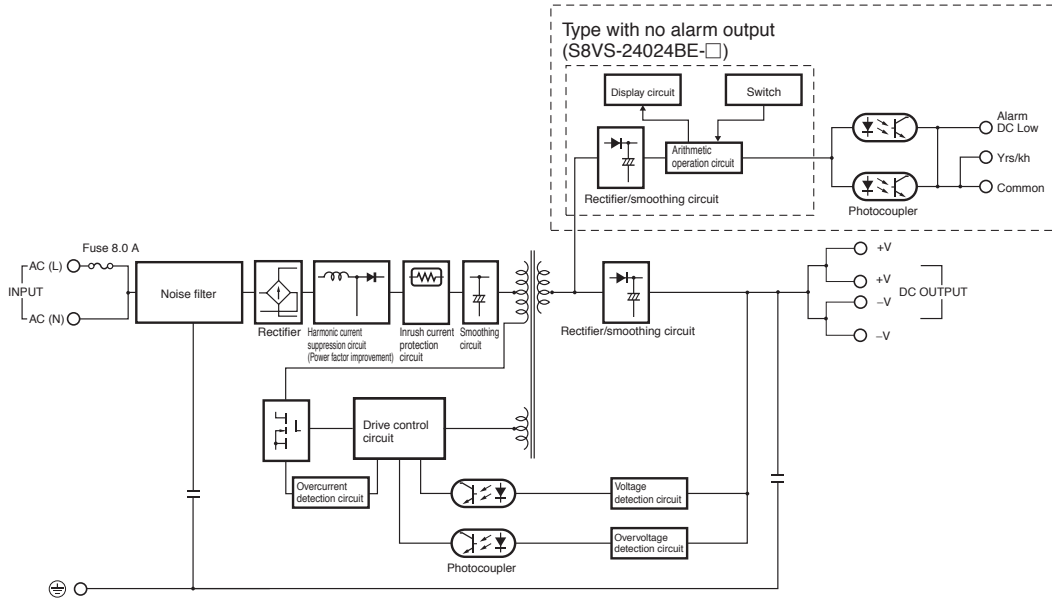 Type with no alarm output
(S8VS-24024BE-□)
Display circuit
Switch
Arithmetic
operation circuit
Rectifier/smoothing circuit
Alarm
DC Low
Yrs/kh
Common
Photocoupler
Fuse 8.0 A
AC (L)
INPUT
AC (N)
Noise filter
Rectifier
Harmonic current
suppression circuit
(Power factor improvement)
Inrush current
protection
circuit
Smoothing
circuit
Rectifier/smoothing circuit
+V
+V
DC OUTPUT
–V
–V
Drive control
circuit
Overcurrent
detection circuit
Voltage
detection circuit
Overvoltage
detection circuit
Photocoupler